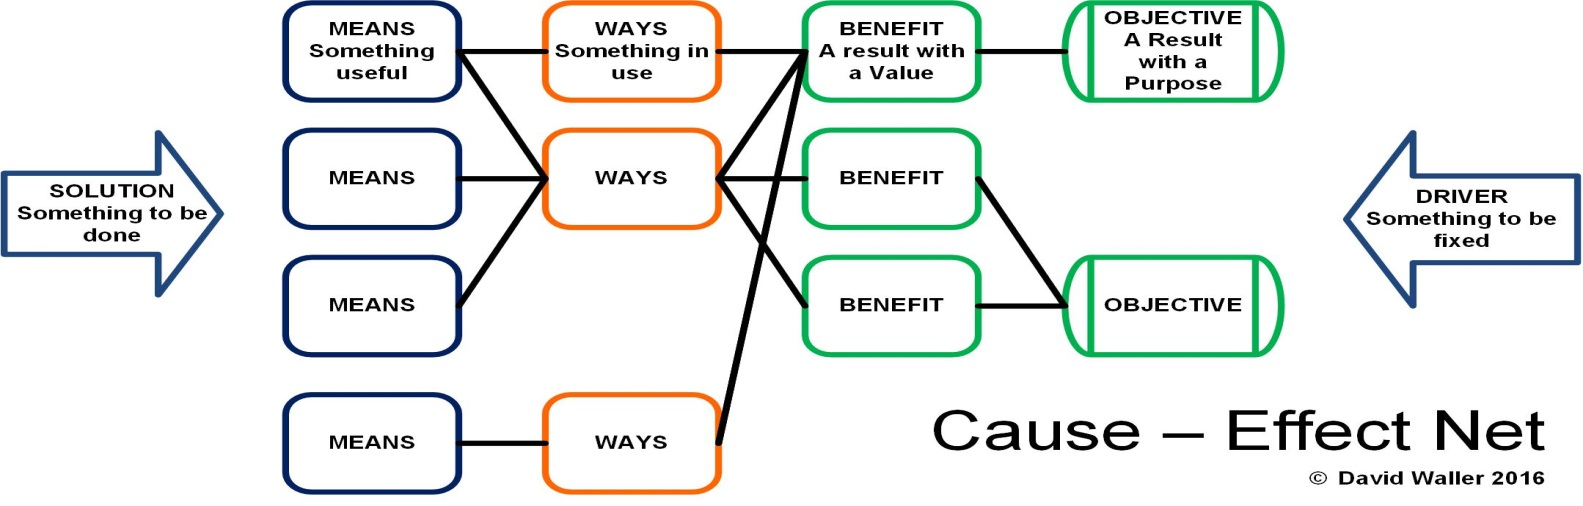 MEANS
Something
useful
WAYS
Something in
use
BENEFIT
A result with
a Value
OBJECTIVE
A Result
with a
Purpose
SOLUTION
Something to be
done
MEANS
WAYS
BENEFIT
DRIVER
Something to be
fixed
MEANS
BENEFIT
OBJECTIVE
MEANS
WAYS
Cause – Effect Net
© David Waller 2016